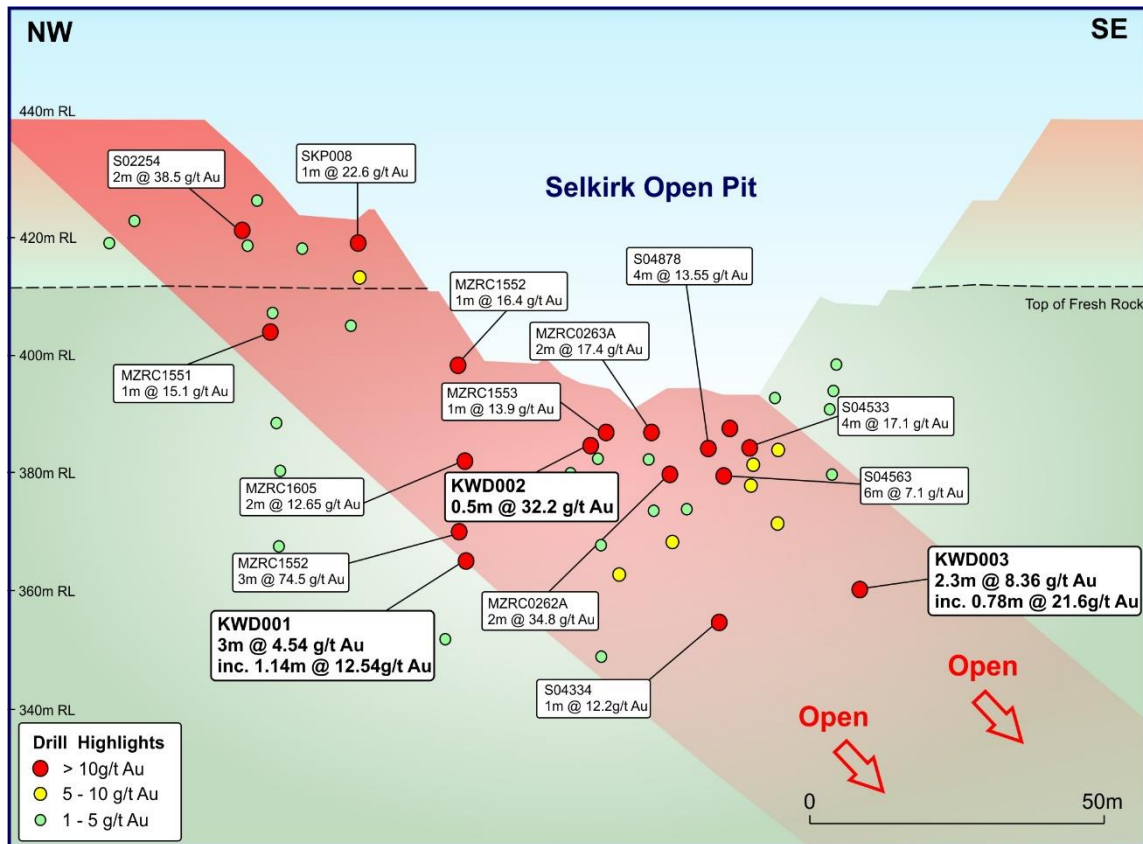 NW
SE
440m RL
S02254
2m @ 38.5 g/t Au
SKP008
1m @ 22.6 g/t Au
Selkirk Open Pit
420m RL
S04878
4m @ 13.55 g/t Au
MZRC1552
1m @ 16.4 g/t Au
Top of Fresh Rock
MZRC0263A
2m @ 17.4 g/t Au
400m RL
MZRC1551
1m @ 15.1 g/t Au
MZRC1553
1m @ 13.9 g/t Au
S04533
4m @ 17.1 g/t Au
380m RL
KWD002
0.5m @ 32.2 g/t Au
MZRC1605
2m @ 12.65 g/t Au
S04563
6m @ 7.1 g/t Au
MZRC1552
3m @ 74.5 g/t Au
KWD003
2.3m @ 8.36 g/t Au
inc. 0.78m @ 21.6g/t Au
360m RL
MZRC0262A
2m @ 34.8 g/t Au
KWD001
3m @ 4.54 g/t Au
inc. 1.14m @ 12.54g/t Au
S04334
1m @ 12.2g/t Au
Open
Open
340m RL
Drill Highlights
> 10g/t Au
5 - 10 g/t Au
1 - 5 g/t Au
0
50m